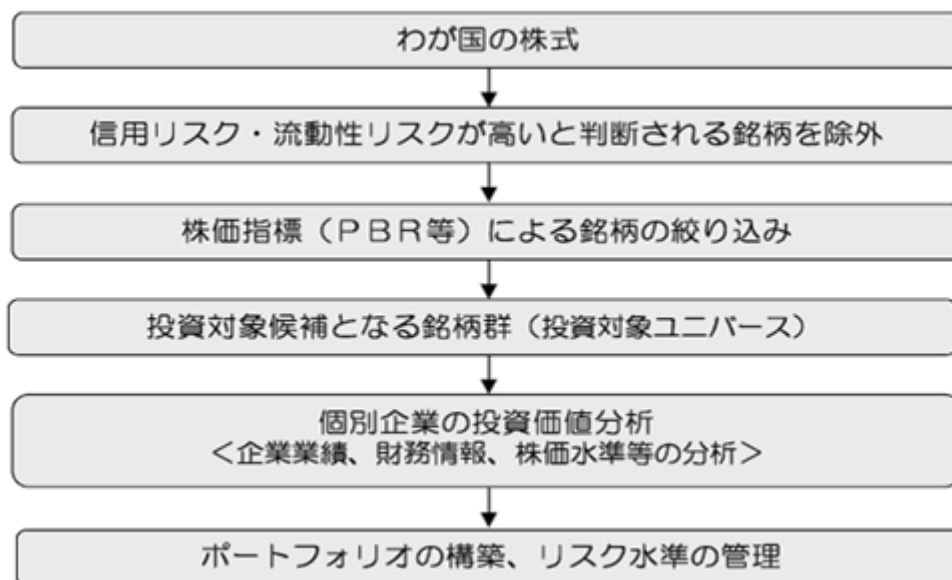 わが国の株式
信用リスク・流動性リスクが高いと判断される銘柄を除外
株価指標（ＰＢＲ等）による銘柄の絞り込み
投資対象候補となる銘柄群（投資対象ユニバース）
個別企業の投資価値分析
＜企業業績、財務情報、株価水準等の分析＞
ポートフォリオの構築、リスク水準の管理